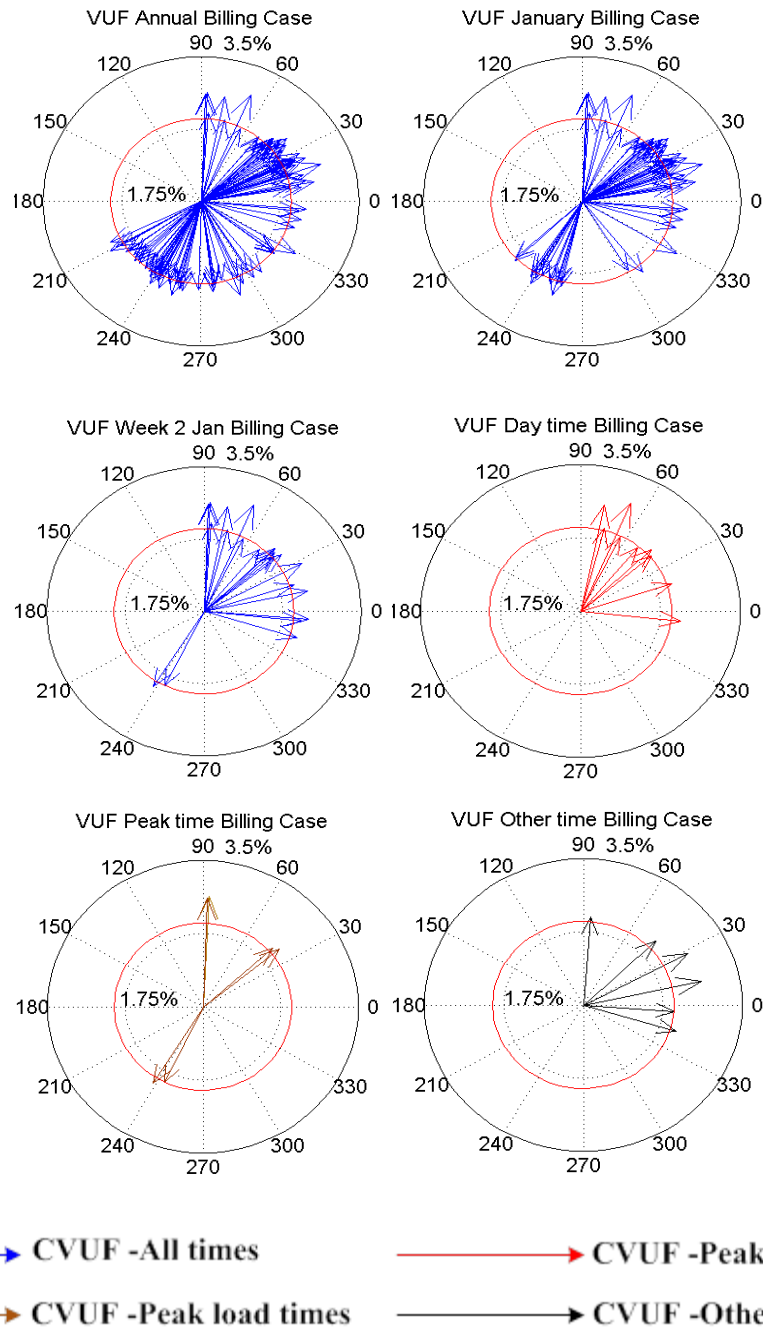 VUF Annual Billing Case VUF January Billing Case
90 3.5% 90 3.5%
120 60 120 60
150 30 150 30
180 1.75% 0 180 1.75% 0
210 330 210 330
240 300 240 300
270 270
VUF Week 2 Jan Billing Case VUF Day time Billing Case
90 3.5% 90 3.5%
120 60 120 60
150 30 150 30
180 1.75% 0 180 1.75% 0
210 330 210 330
240 300 240 300
270 270
VUF Peak time Billing Case VUF Other time Billing Case
90 3.5% 90 3.5%
120 60 120 60
150 30 150 30
180 1.75% 0 180 1.75% 0
210 330 210 330
240 300 240 300
270 270
CVUF -All times CVUF -Peak
CVUF -Peak load times CVUF -Othe